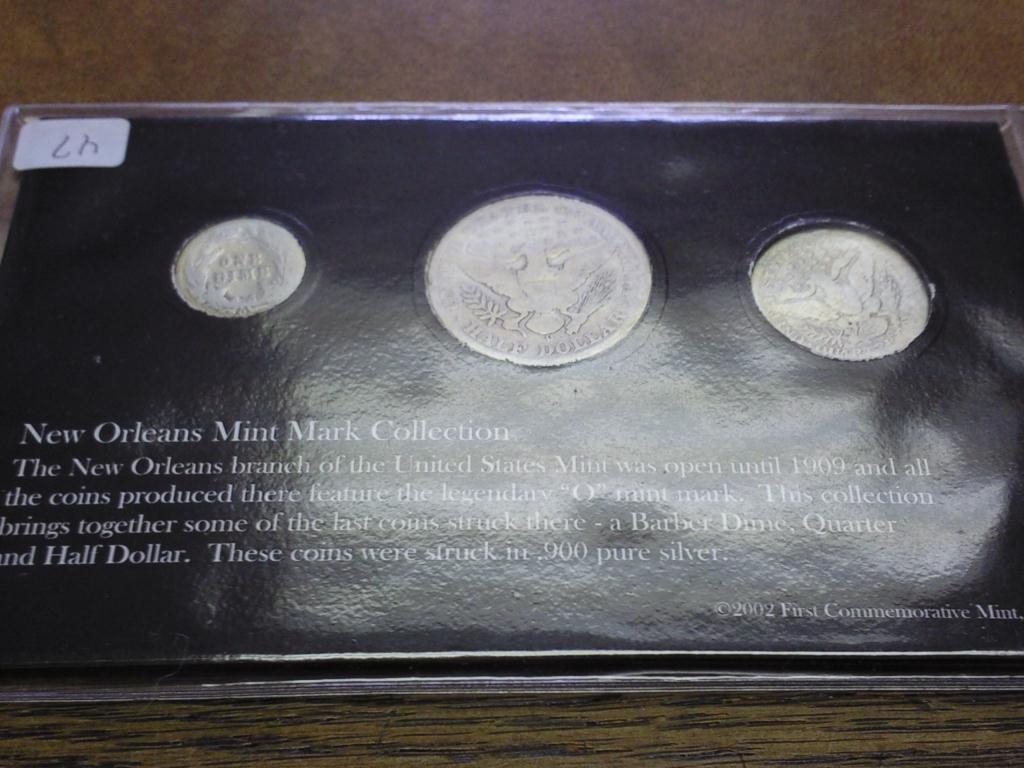 47
ONE
DIME
HALF DOLLAR
New Orleans Mint Mark Collection
The New Orleans branch of the United States Mint was open until 1909 and all
the coins produced there feature the legendary "O" mint mark. This collection
brings together some of the last coins struck there - a Barber Dime, Quarter
and Half Dollar. These coins were struck in .900 pure silver.
©2002 First Commemorative Mint,